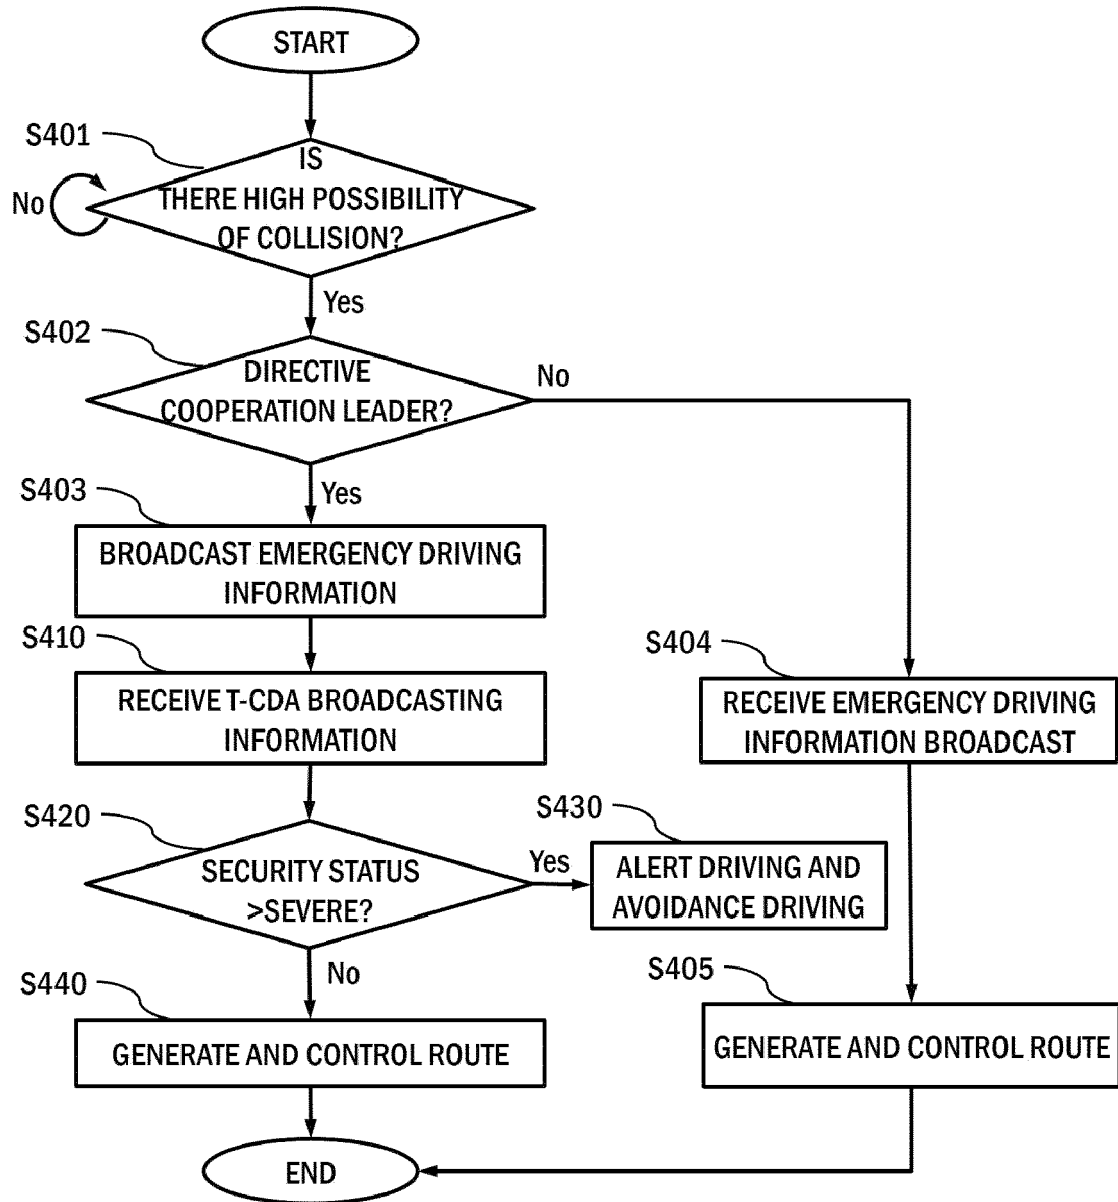 START
S401
IS
THERE HIGH POSSIBILITY
OF COLLISION?
No
Yes
S402
DIRECTIVE
COOPERATION LEADER?
No
Yes
S403
BROADCAST EMERGENCY DRIVING
INFORMATION
S410
RECEIVE T-CDA BROADCASTING
INFORMATION
S404
RECEIVE EMERGENCY DRIVING
INFORMATION BROADCAST
S420
SECURITY STATUS
>SEVERE?
Yes
S430
ALERT DRIVING AND
AVOIDANCE DRIVING
No
S440
GENERATE AND CONTROL ROUTE
S405
GENERATE AND CONTROL ROUTE
END